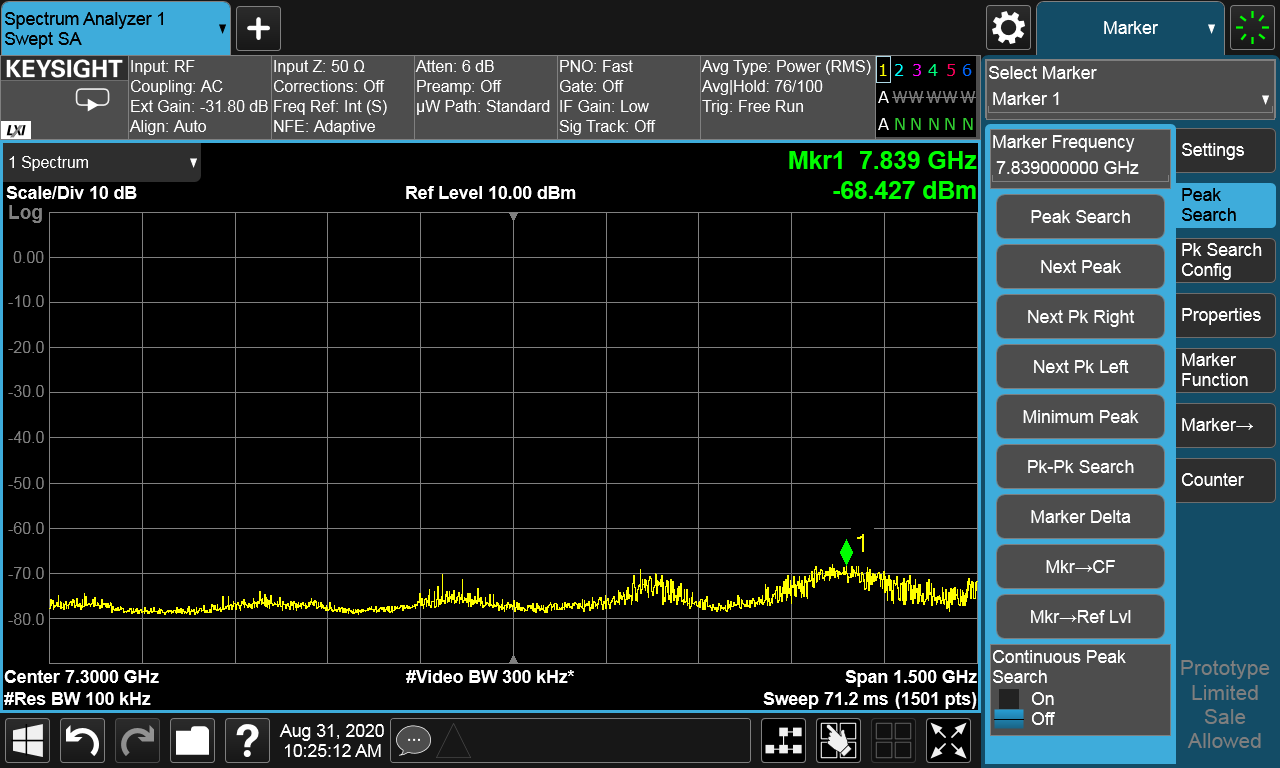 Spectrum Analyzer 1
Swept SA
Marker
KEYSIGHT
LXI
Input: RF
Coupling: AC
Ext Gain: -31.80 dB
Align: Auto
Input Z: 50 Ω
Corrections: Off
Freq Ref: Int (S)
NFE: Adaptive
Atten: 6 dB
Preamp: Off
µW Path: Standard
PNO: Fast
Gate: Off
IF Gain: Low
Sig Track: Off
Avg Type: Power (RMS)
Avg|Hold: 76/100
Trig: Free Run
1 2 3 4 5 6
A W W W W W
A N N N N N
Select Marker
Marker 1
1 Spectrum
Mkr1 7.839 GHz
-68.427 dBm
Scale/Div 10 dB
Ref Level 10.00 dBm
Log
0.00
-10.0
-20.0
-30.0
-40.0
-50.0
-60.0
-70.0
-80.0
1
Center 7.3000 GHz
#Video BW 300 kHz*
Span 1.500 GHz
#Res BW 100 kHz
Sweep 71.2 ms (1501 pts)
Marker Frequency
7.839000000 GHz
Peak Search
Next Peak
Next Pk Right
Next Pk Left
Minimum Peak
Pk-Pk Search
Marker Delta
Mkr→CF
Mkr→Ref Lvl
Continuous Peak
Search
On
Off
Settings
Peak
Search
Pk Search
Config
Properties
Marker
Function
Marker→
Counter
Prototype
Limited
Sale
Allowed
?
Aug 31, 2020
10:25:12 AM